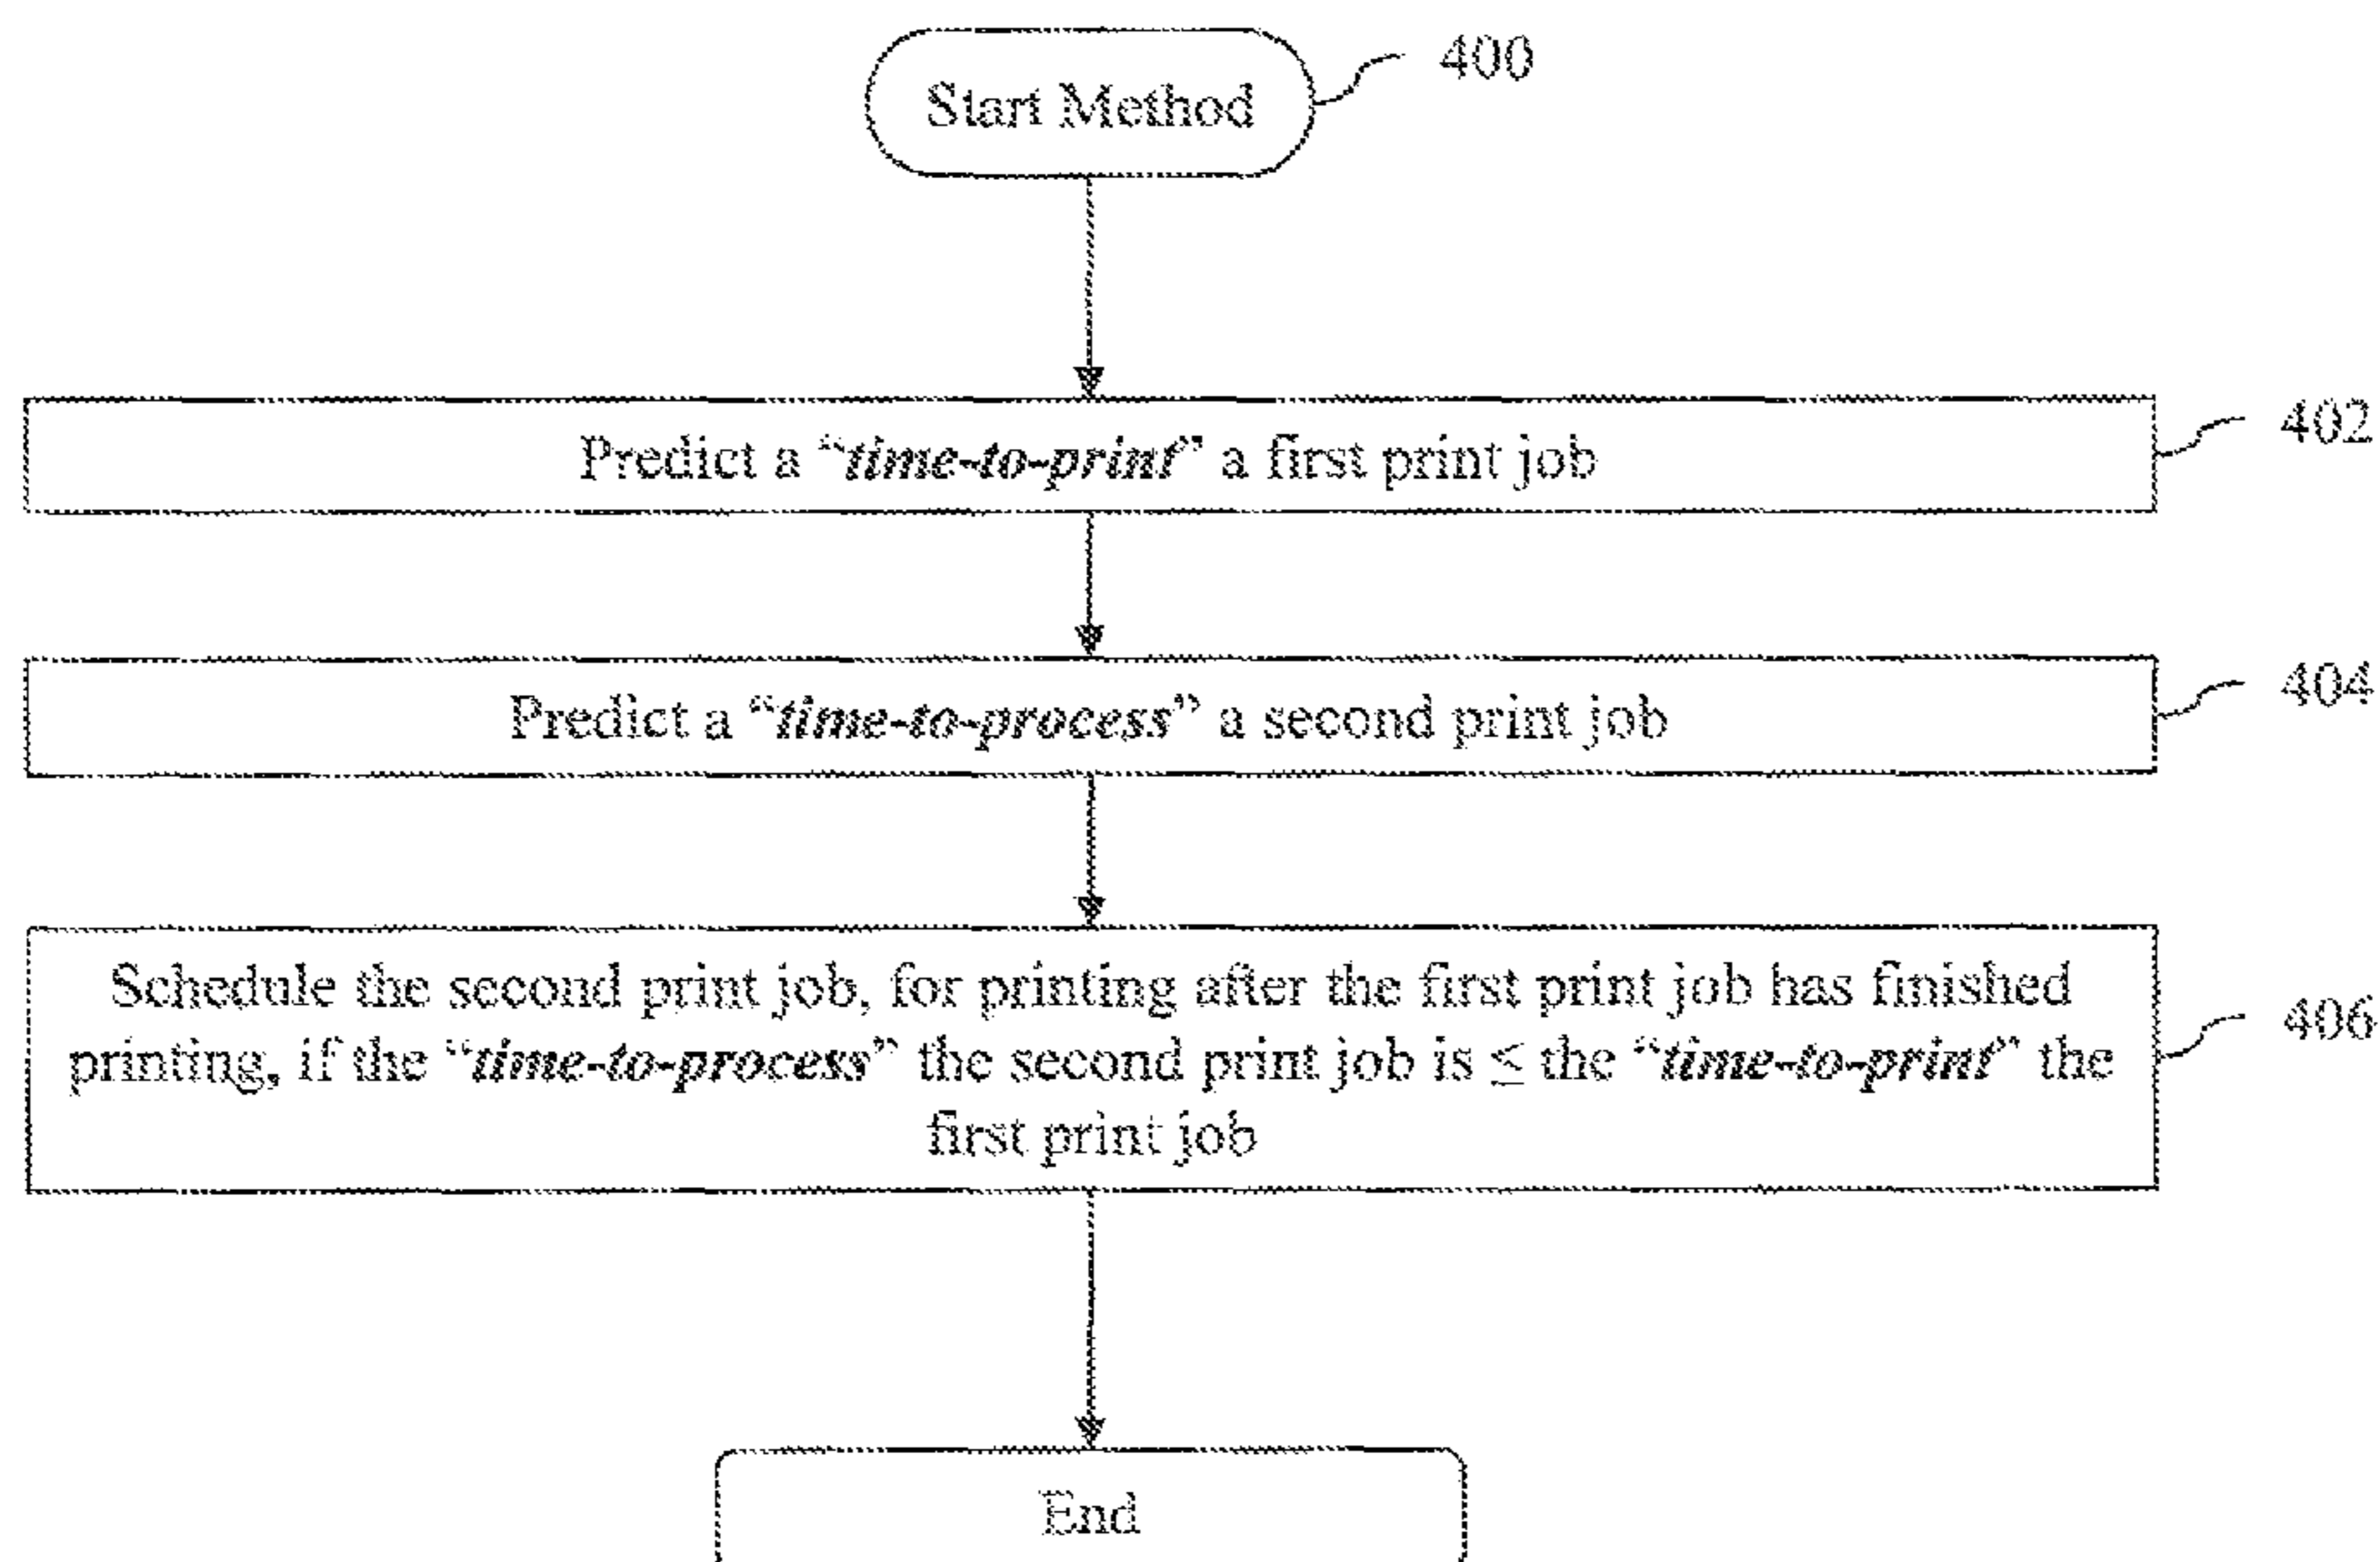 Start Method
400
Predict a “time-to-print” a first print job
402
Predict a “time-to-process” a second print job
404
Schedule the second print job, for printing after the first print job has finished
printing, if the “time-to-process” the second print job is ≤ the “time-to-print” the
first print job
406
End